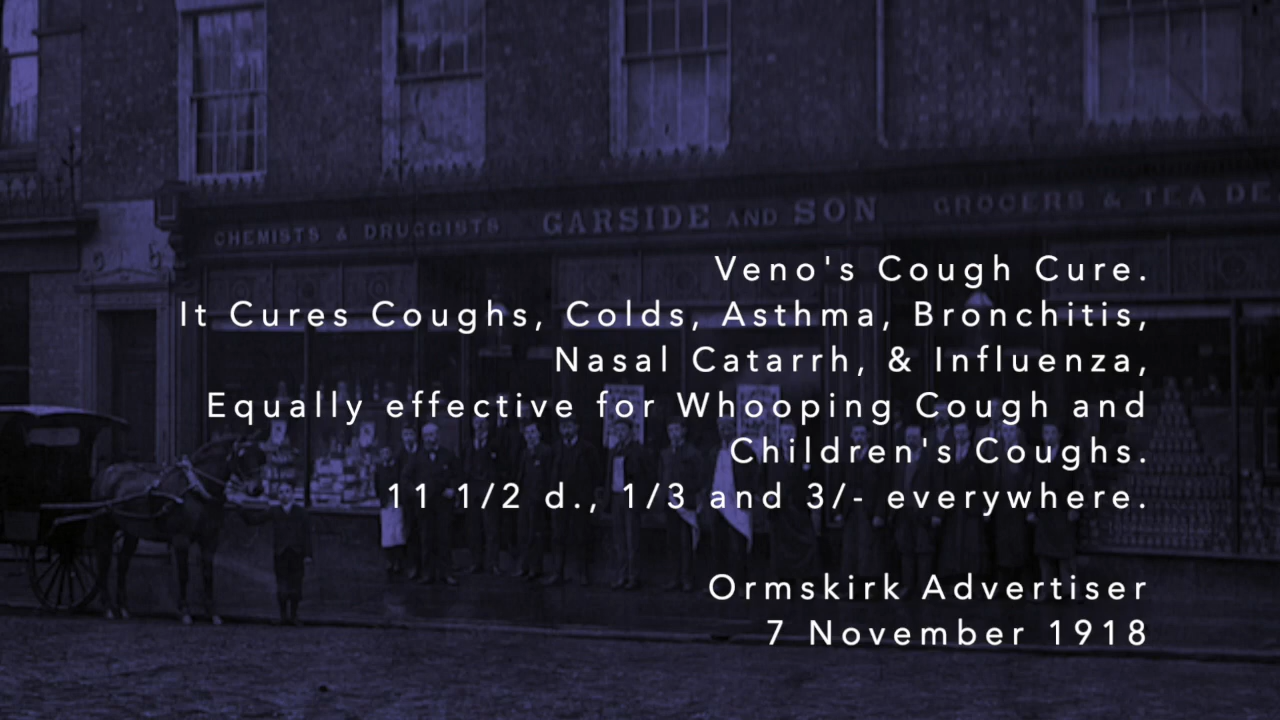 CHEMISTS & DRUGGISTS GARSIDE AND SON GROCERS & TEA DE
Veno's Cough Cure.
It Cures Coughs, Colds, Asthma, Bronchitis,
Nasal Catarrh, & Influenza,
Equally effective for Whooping Cough and
Children's Coughs.
11 1/2 d., 1/3 and 3/- everywhere.
Ormskirk Advertiser
7 November 1918